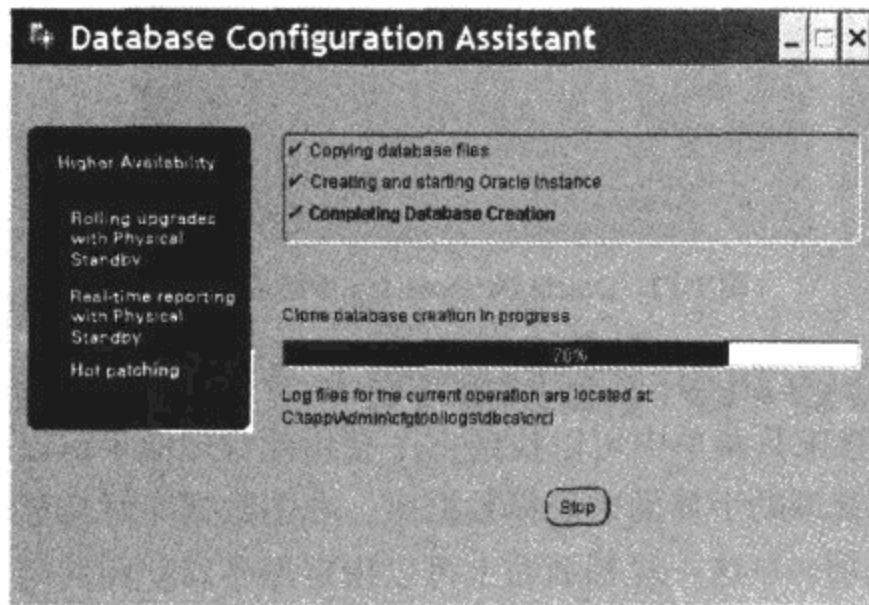 Database Configuration Assistant
Higher Availability
Rolling upgrades
with Physical
Standby
Real-time reporting
with Physical
Standby
Hot patching
✓ Copying database files
✓ Creating and starting Oracle instance
✓ Completing Database Creation
Clone database creation in progress
76%
Log files for the current operation are located at:
C:\app\Admin\cfgtoollogs\dbca\orcl
Stop